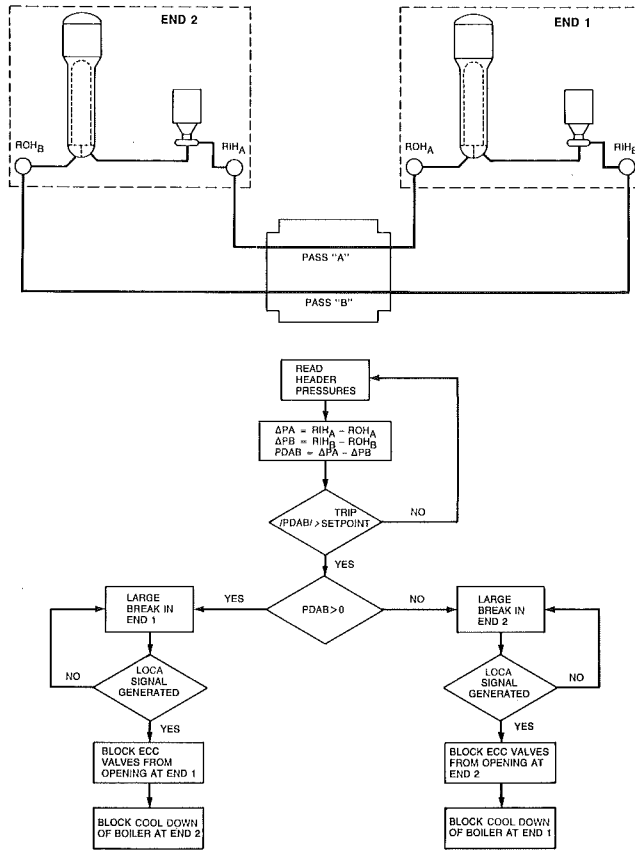 END 2
END 1
ROHB
RIHA
ROHA
RIHB
PASS "A"
PASS "B"
READ
HEADER
PRESSURES
ΔPA = RIHA – ROHA
ΔPB = RIHB – ROHB
PDAB = ΔPA – ΔPB
TRIP
/PDAB/ > SETPOINT
NO
YES
PDAB > 0
YES
NO
LARGE
BREAK IN
END 1
LARGE
BREAK IN
END 2
LOCA
SIGNAL
GENERATED
NO
YES
LOCA
SIGNAL
GENERATED
NO
YES
BLOCK ECC
VALVES FROM
OPENING AT END 1
BLOCK ECC VALVES
FROM OPENING AT
END 2
BLOCK COOL DOWN
OF BOILER AT END 2
BLOCK COOL DOWN
OF BOILER AT END 1